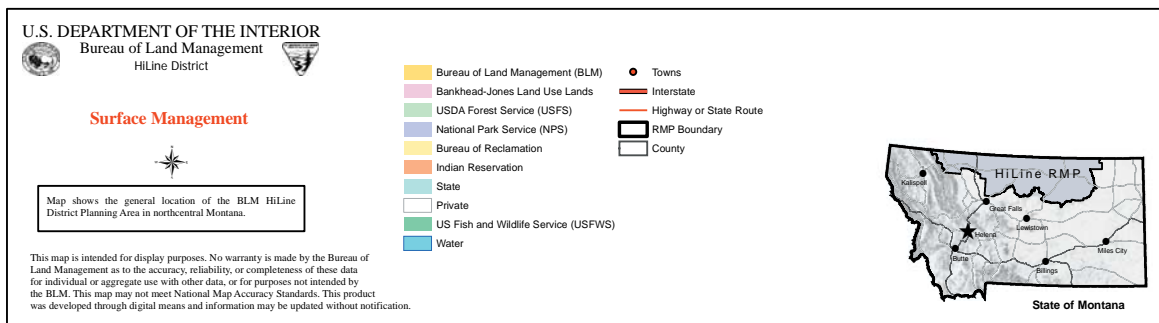 U.S. DEPARTMENT OF THE INTERIOR
Bureau of Land Management
HiLine District
Surface Management
Map shows the general location of the BLM HiLine
District Planning Area in northcentral Montana.
This map is intended for display purposes. No warranty is made by the Bureau of
Land Management as to the accuracy, reliability, or completeness of these data
for individual or aggregate use with other data, or for purposes not intended by
the BLM. This map may not meet National Map Accuracy Standards. This product
was developed through digital means and information may be updated without notification.
Bureau of Land Management (BLM)
Bankhead-Jones Land Use Lands
USDA Forest Service (USFS)
National Park Service (NPS)
Bureau of Reclamation
Indian Reservation
State
Private
US Fish and Wildlife Service (USFWS)
Water
Towns
Interstate
Highway or State Route
RMP Boundary
County
HiLine RMP
Kalispell
Great Falls
Lewistown
Helena
Miles City
Butte
Billings
State of Montana